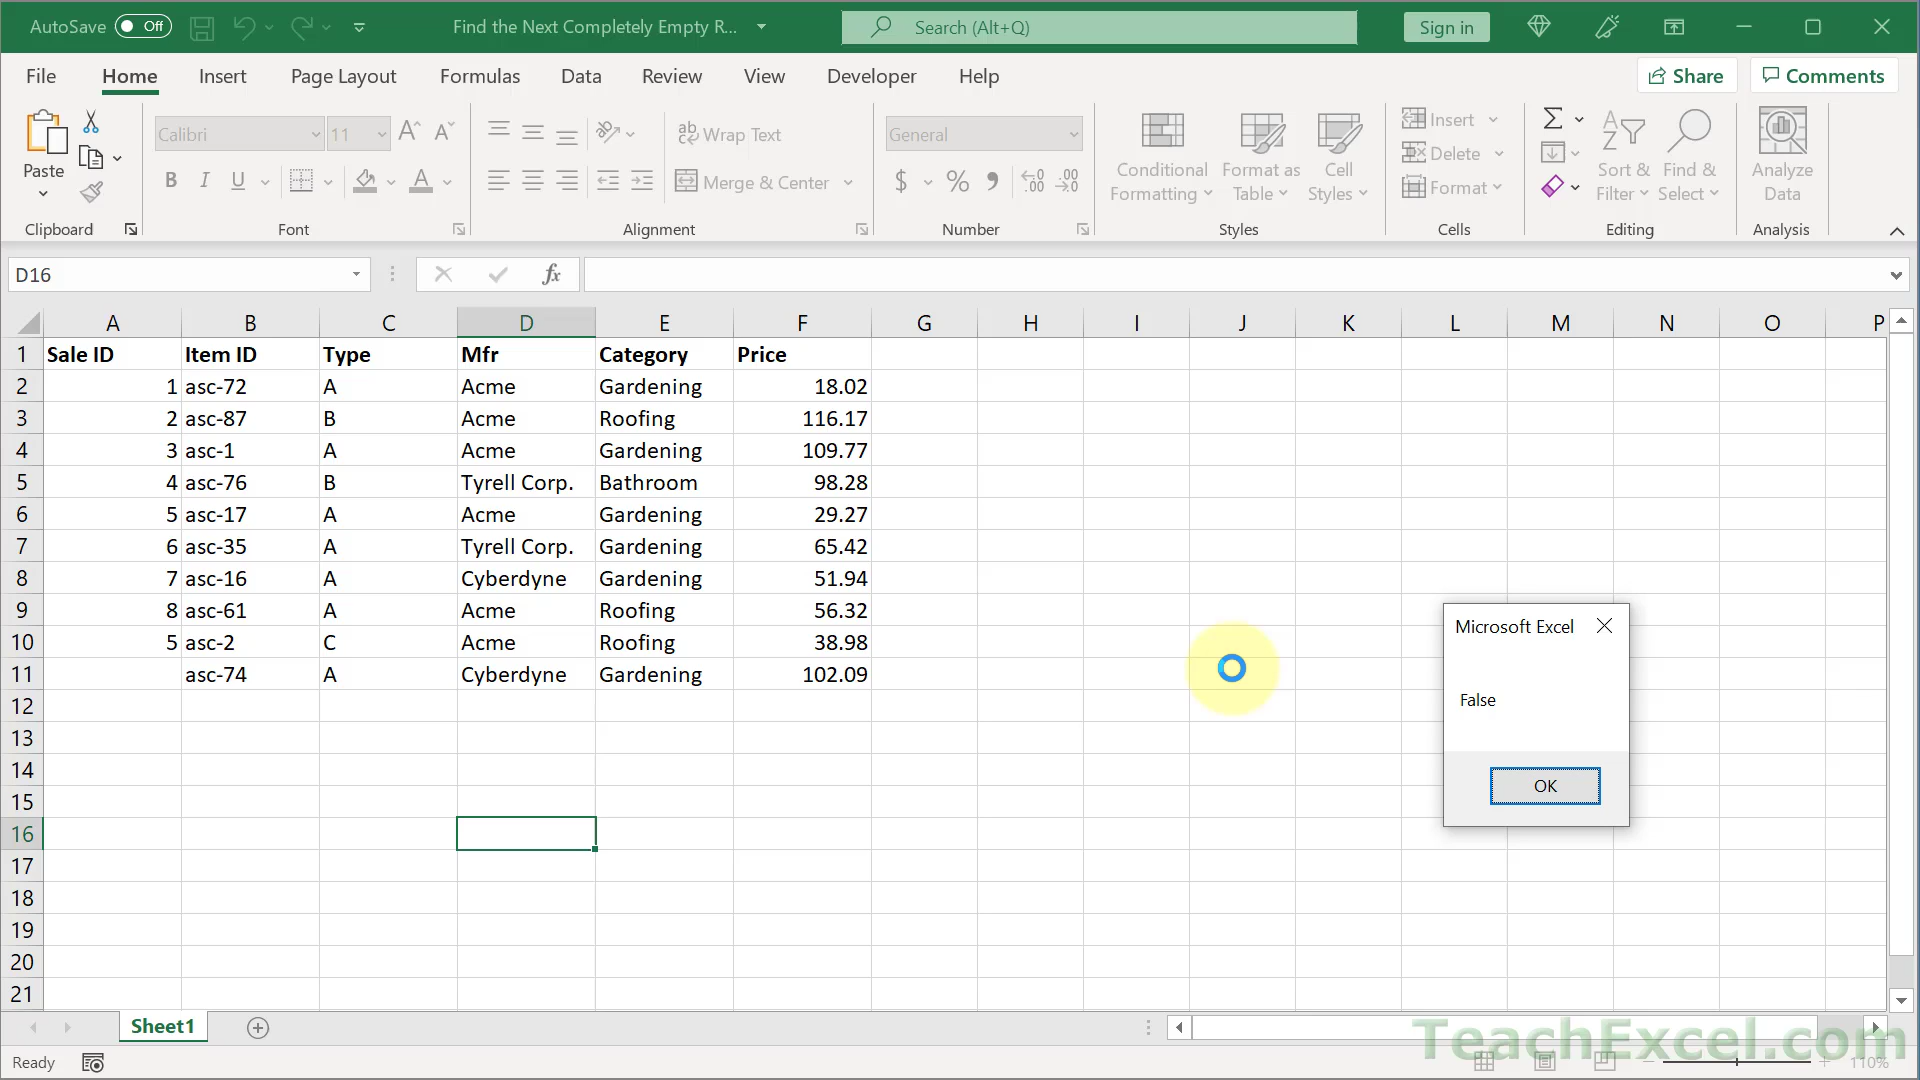 AutoSave Off Find the Next Completely Empty R... Search (Alt+Q) Sign in
File Home Insert Page Layout Formulas Data Review View Developer Help Share Comments
Calibri 11 ab Wrap Text General Insert
Paste Conditional Format as Cell Delete Sort & Find & Analyze
B I U Merge & Center $ % Formatting Table Styles Format Filter Select Data
Clipboard Font Alignment Number Styles Cells Editing Analysis
D16 fx
A B C D E F G H I J K L M N O P
1 Sale ID Item ID Type Mfr Category Price
2 1 asc-72 A Acme Gardening 18.02
3 2 asc-87 B Acme Roofing 116.17
4 3 asc-1 A Acme Gardening 109.77
5 4 asc-76 B Tyrell Corp. Bathroom 98.28
6 5 asc-17 A Acme Gardening 29.27
7 6 asc-35 A Tyrell Corp. Gardening 65.42
8 7 asc-16 A Cyberdyne Gardening 51.94
9 8 asc-61 A Acme Roofing 56.32
10 5 asc-2 C Acme Roofing 38.98
11 asc-74 A Cyberdyne Gardening 102.09
12
13
14
15
16
17
18
19
20
21
Microsoft Excel
False
OK
Sheet1
TeachExcel.com
Ready 110%